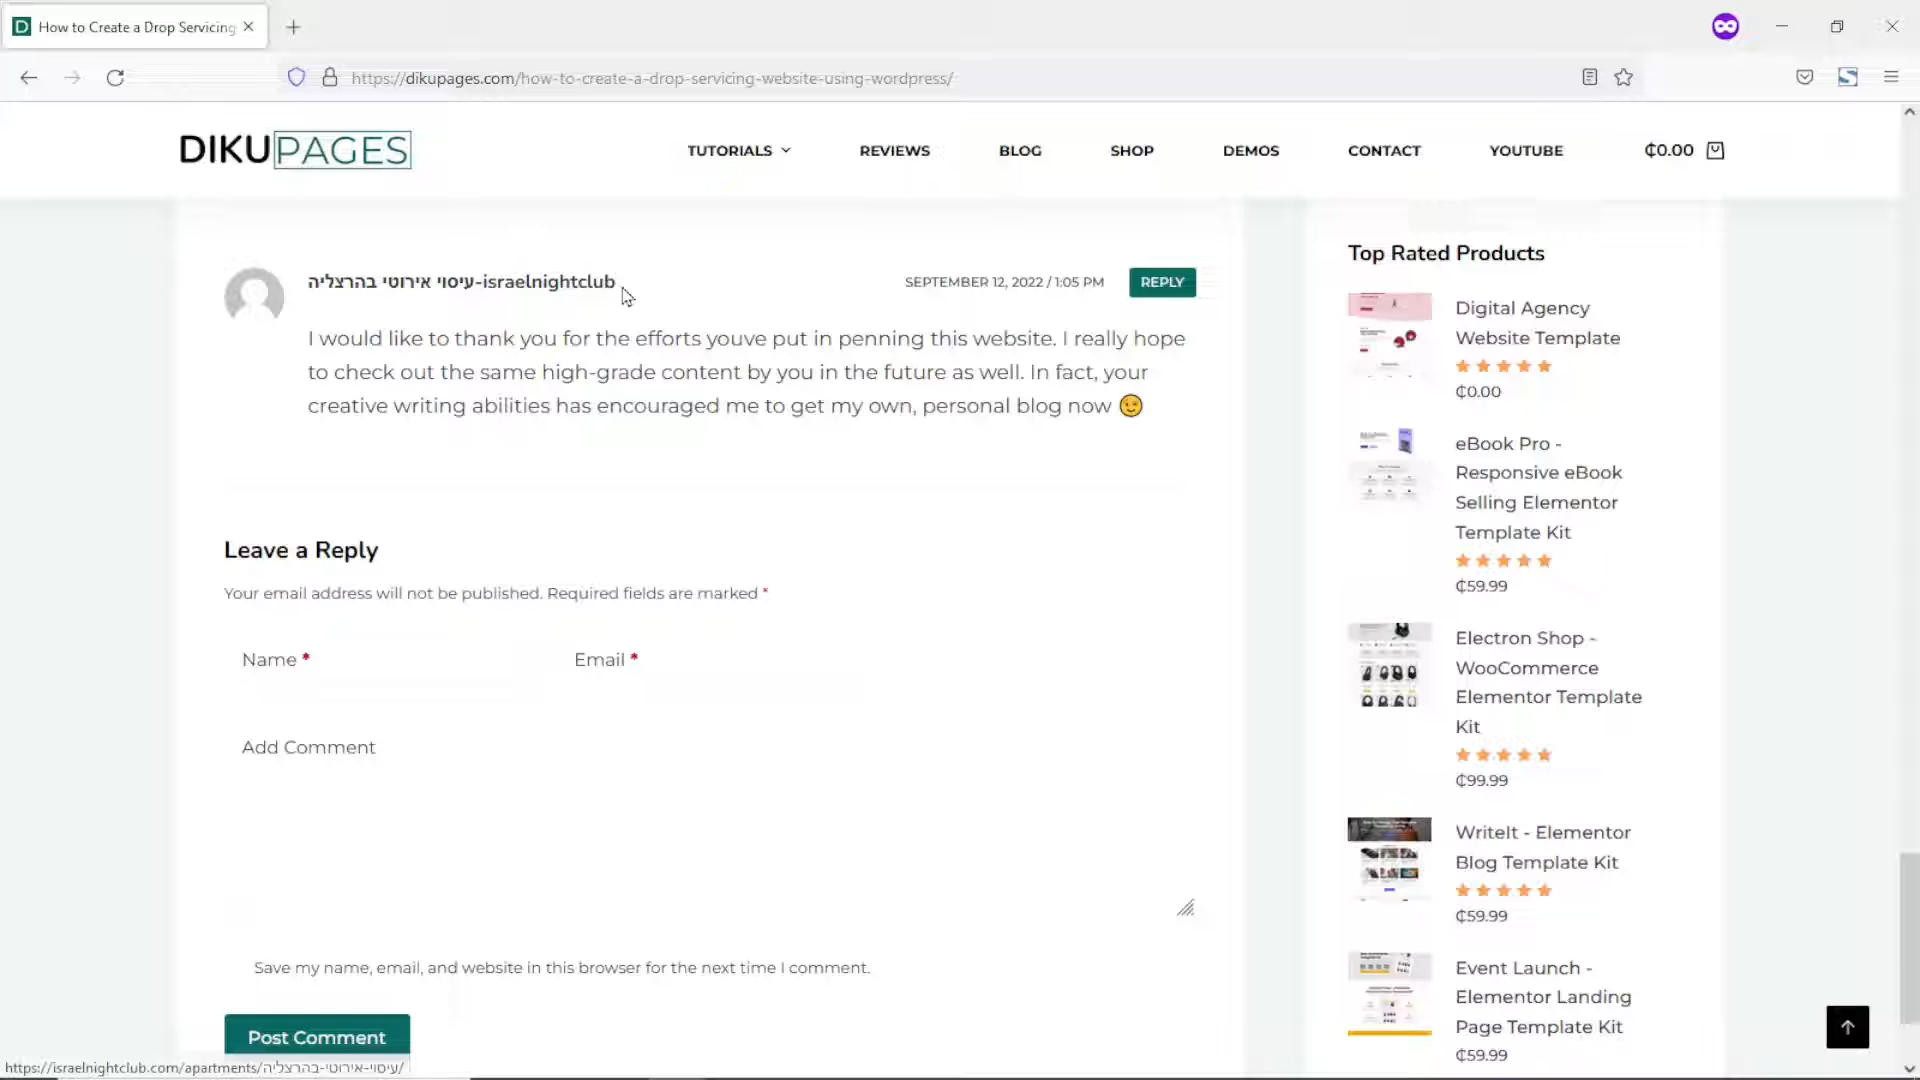 How to Create a Drop Servicing
https://dikupages.com/how-to-create-a-drop-servicing-website-using-wordpress/
DIKUPAGES
TUTORIALS
REVIEWS
BLOG
SHOP
DEMOS
CONTACT
YOUTUBE
₵0.00
עיסוי אירוטי בהרצליה-israelnightclub
SEPTEMBER 12, 2022 / 1:05 PM
REPLY
I would like to thank you for the efforts youve put in penning this website. I really hope
to check out the same high-grade content by you in the future as well. In fact, your
creative writing abilities has encouraged me to get my own, personal blog now 😉
Leave a Reply
Your email address will not be published. Required fields are marked *
Name *
Email *
Add Comment
Save my name, email, and website in this browser for the next time I comment.
Post Comment
Top Rated Products
Digital Agency
Website Template
₵0.00
eBook Pro -
Responsive eBook
Selling Elementor
Template Kit
₵59.99
Electron Shop -
WooCommerce
Elementor Template
Kit
₵99.99
WriteIt - Elementor
Blog Template Kit
₵59.99
Event Launch -
Elementor Landing
Page Template Kit
₵59.99
https://israelnightclub.com/apartments/עיסוי-אירוטי-בהרצליה/